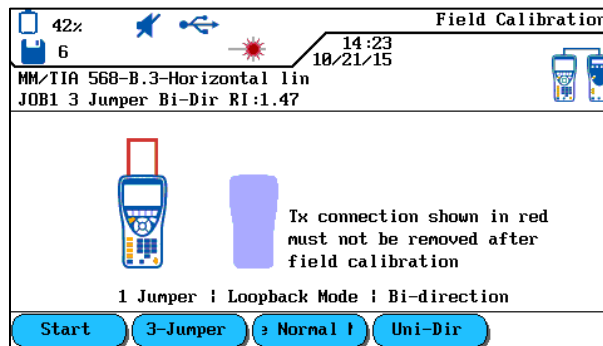 42% Field Calibration
6 14:23
10/21/15
MM/TIA 568-B.3-Horizontal lin
JOB1 3 Jumper Bi-Dir RI:1.47
Tx connection shown in red
must not be removed after
field calibration
1 Jumper ¦ Loopback Mode ¦ Bi-direction
Start 3-Jumper Normal Uni-Dir